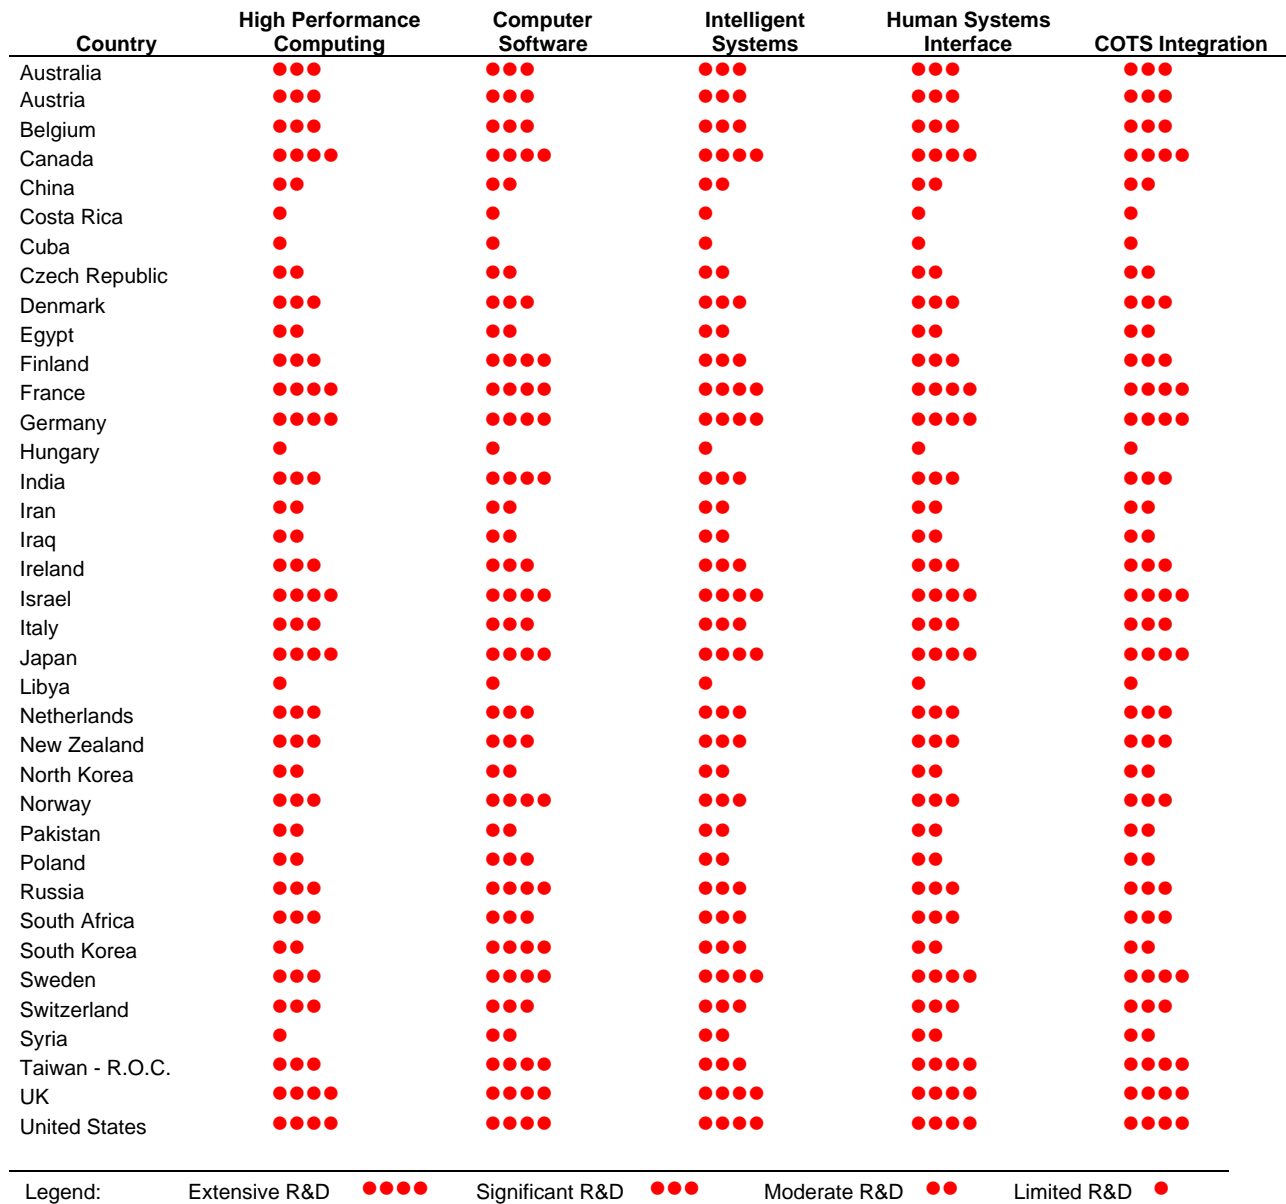 High Performance Computer Intelligent Human Systems
Country Computing Software Systems Interface COTS Integration
Australia ●●● ●●● ●●● ●●● ●●●
Austria ●●● ●●● ●●● ●●● ●●●
Belgium ●●● ●●● ●●● ●●● ●●●
Canada ●●●● ●●●● ●●●● ●●●● ●●●●
China ●● ●● ●● ●● ●●
Costa Rica ● ● ● ● ●
Cuba ● ● ● ● ●
Czech Republic ●● ●● ●● ●● ●●
Denmark ●●● ●●● ●●● ●●● ●●●
Egypt ●● ●● ●● ●● ●●
Finland ●●● ●●●● ●●● ●●● ●●●
France ●●●● ●●●● ●●●● ●●●● ●●●●
Germany ●●●● ●●●● ●●●● ●●●● ●●●●
Hungary ● ● ● ● ●
India ●●● ●●●● ●●● ●●● ●●●
Iran ●● ●● ●● ●● ●●
Iraq ●● ●● ●● ●● ●●
Ireland ●●● ●●● ●●● ●●● ●●●
Israel ●●●● ●●●● ●●●● ●●●● ●●●●
Italy ●●● ●●● ●●● ●●● ●●●
Japan ●●●● ●●●● ●●●● ●●●● ●●●●
Libya ● ● ● ● ●
Netherlands ●●● ●●● ●●● ●●● ●●●
New Zealand ●●● ●●● ●●● ●●● ●●●
North Korea ●● ●● ●● ●● ●●
Norway ●●● ●●●● ●●● ●●● ●●●
Pakistan ●● ●● ●● ●● ●●
Poland ●● ●●● ●● ●● ●●
Russia ●●● ●●●● ●●● ●●● ●●●
South Africa ●●● ●●● ●●● ●●● ●●●
South Korea ●● ●●●● ●●● ●● ●●
Sweden ●●● ●●●● ●●●● ●●●● ●●●●
Switzerland ●●● ●●● ●●● ●●● ●●●
Syria ● ●● ●● ●● ●●
Taiwan - R.O.C. ●●● ●●●● ●●● ●●●● ●●●●
UK ●●●● ●●●● ●●●● ●●●● ●●●●
United States ●●●● ●●●● ●●●● ●●●● ●●●●
Legend: Extensive R&D ●●●● Significant R&D ●●● Moderate R&D ●● Limited R&D ●